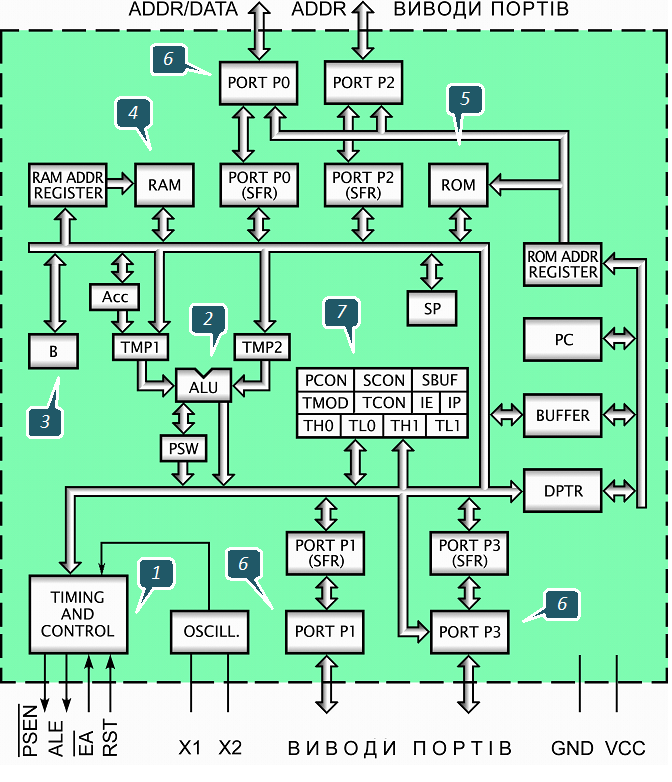 ADDR/DATA ADDR ВИВОДИ ПОРТІВ
6
PORT P0
PORT P2
4
5
RAM ADDR
REGISTER
RAM
PORT P0
(SFR)
PORT P2
(SFR)
ROM
ROM ADDR
REGISTER
Acc
SP
2
7
PC
B
TMP1
TMP2
3
ALU
PCON SCON SBUF
TMOD TCON IE IP
TH0 TL0 TH1 TL1
BUFFER
PSW
DPTR
PORT P1
(SFR)
PORT P3
(SFR)
1
6
6
TIMING
AND
CONTROL
OSCILL.
PORT P1
PORT P3
PSEN
ALE
EA
RST
X1 X2
ВИВОДИ ПОРТІВ
GND VCC